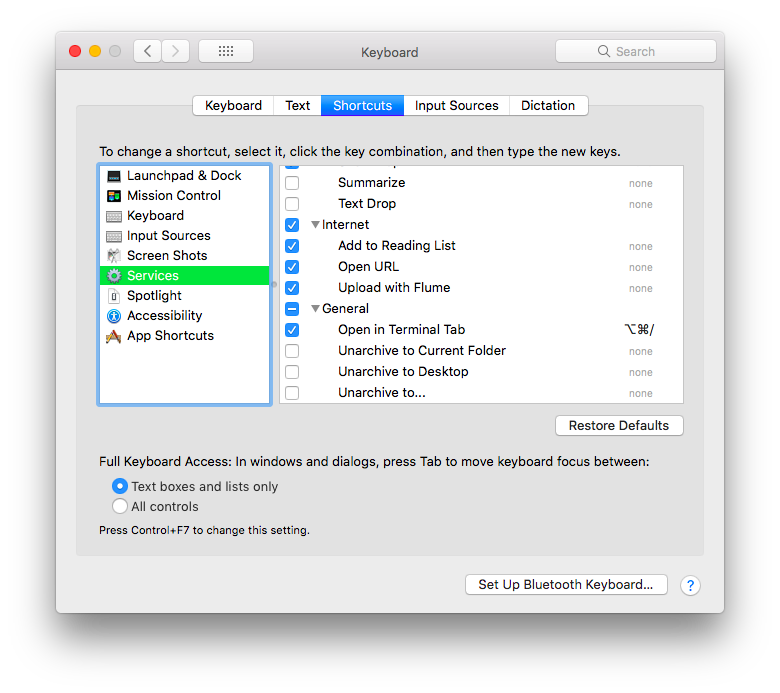 Keyboard
Search
Keyboard Text Shortcuts Input Sources Dictation
To change a shortcut, select it, click the key combination, and then type the new keys.
Launchpad & Dock
Mission Control
Keyboard
Input Sources
Screen Shots
Services
Spotlight
Accessibility
App Shortcuts
Summarize none
Text Drop none
Internet
Add to Reading List none
Open URL none
Upload with Flume none
General
Open in Terminal Tab ⌥⌘/
Unarchive to Current Folder none
Unarchive to Desktop none
Unarchive to... none
Restore Defaults
Full Keyboard Access: In windows and dialogs, press Tab to move keyboard focus between:
Text boxes and lists only
All controls
Press Control+F7 to change this setting.
Set Up Bluetooth Keyboard... ?